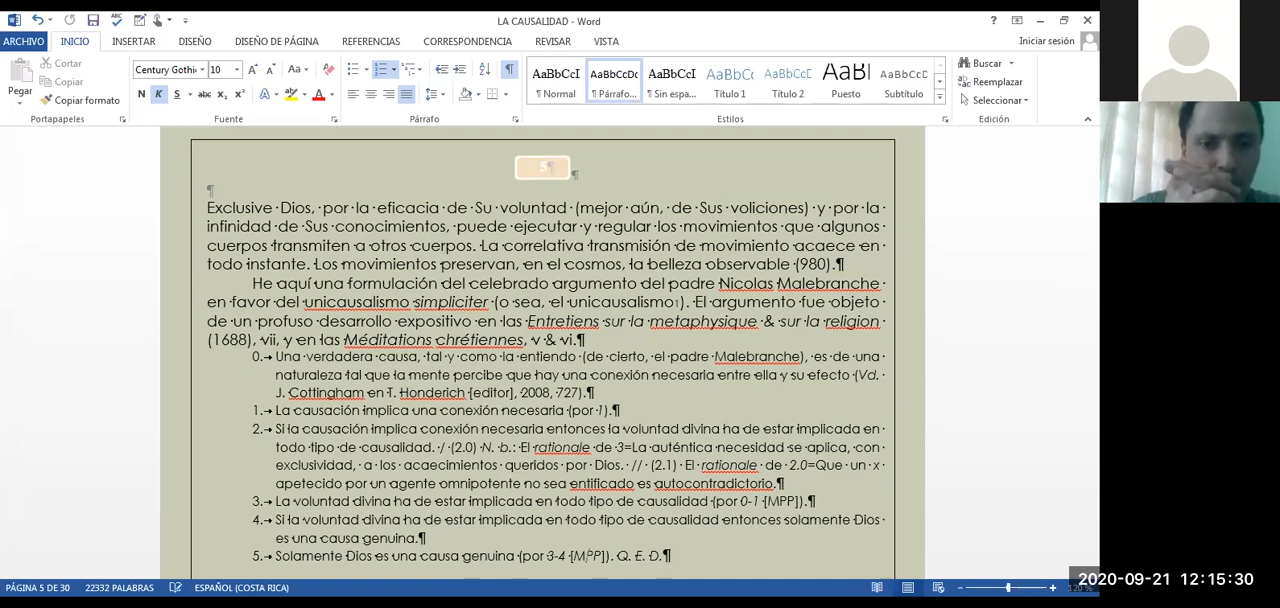 LA CAUSALIDAD - Word
ARCHIVO INICIO INSERTAR DISEÑO DISEÑO DE PÁGINA REFERENCIAS CORRESPONDENCIA REVISAR VISTA Iniciar sesión
Pegar
Cortar
Copiar
Copiar formato
Portapapeles
Century Gothi 10
N K S abc x₂ x²
Fuente
Párrafo
AaBbCcI AaBbCcDc AaBbCcI AaBbCc AaBbCcI AaBl AaBbCcD
¶ Normal ¶ Párrafo... ¶ Sin espa... Título 1 Título 2 Puesto Subtítulo
Estilos
Buscar
Reemplazar
Seleccionar
Edición
5¶
¶
¶
Exclusive Dios, por la eficacia de Su voluntad (mejor aún, de Sus voliciones) y por la
infinidad de Sus conocimientos, puede ejecutar y regular los movimientos que algunos
cuerpos transmiten a otros cuerpos. La correlativa transmisión de movimiento acaece en
todo instante. Los movimientos preservan, en el cosmos, la belleza observable (980).¶
He aquí una formulación del celebrado argumento del padre Nicolas Malebranche
en favor del unicausalismo simpliciter (o sea, el unicausalismo1). El argumento fue objeto
de un profuso desarrollo expositivo en las Entretiens sur la metaphysique & sur la religion
(1688), vii, y en las Méditations chrétiennes, v & vi.¶
0. Una verdadera causa, tal y como la entiendo (de cierto, el padre Malebranche), es de una
naturaleza tal que la mente percibe que hay una conexión necesaria entre ella y su efecto (Vd.
J. Cottingham en T. Honderich [editor], 2008, 727).¶
1. La causación implica una conexión necesaria (por 1).¶
2. Si la causación implica conexión necesaria entonces la voluntad divina ha de estar implicada en
todo tipo de causalidad. / (2.0) N. b.: El rationale de 3=La auténtica necesidad se aplica, con
exclusividad, a los acaecimientos queridos por Dios. // (2.1) El rationale de 2.0=Que un x
apetecido por un agente omnipotente no sea entificado es autocontradictorio.¶
3. La voluntad divina ha de estar implicada en todo tipo de causalidad (por 0-1 [MPP]).¶
4. Si la voluntad divina ha de estar implicada en todo tipo de causalidad entonces solamente Dios
es una causa genuina.¶
5. Solamente Dios es una causa genuina (por 3-4 [MPP]). Q. E. D.¶
PÁGINA 5 DE 30 22332 PALABRAS ESPAÑOL (COSTA RICA) 120 %
2020-09-21 12:15:30